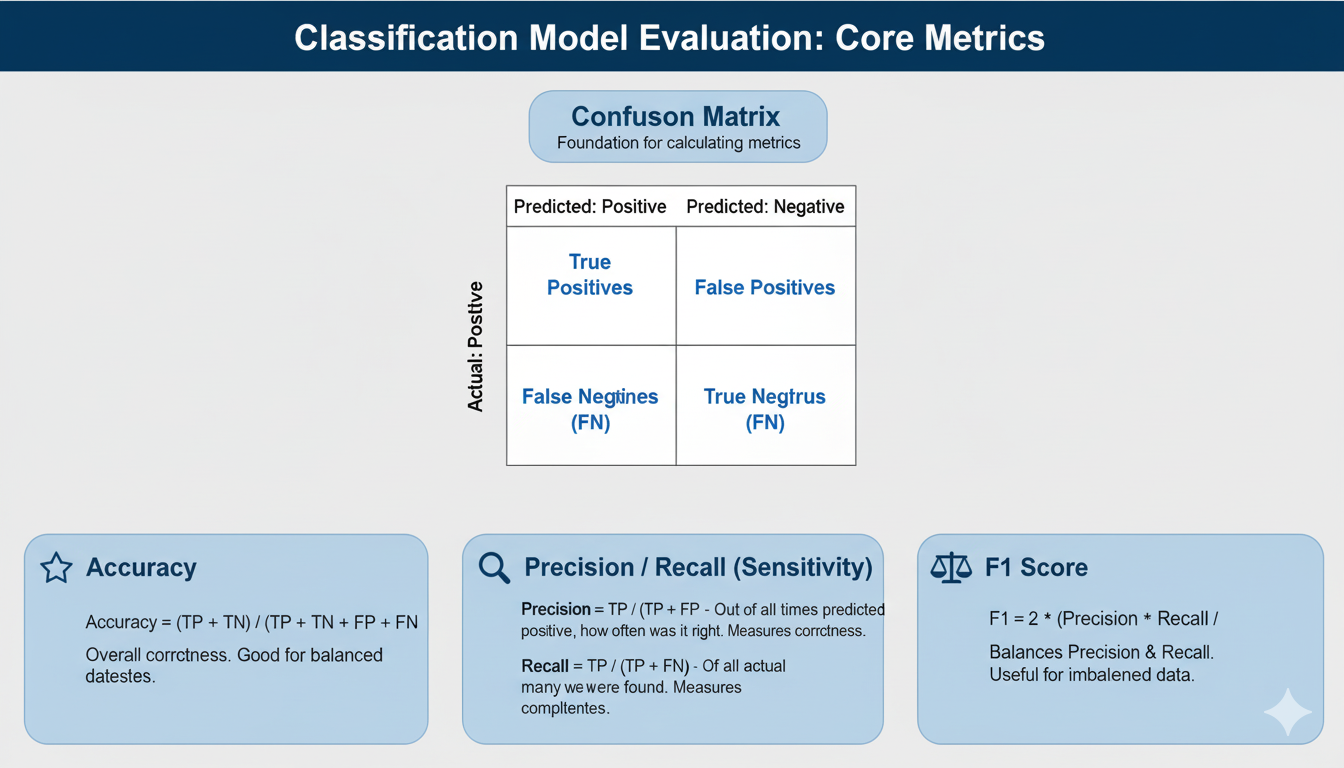 Classification Model Evaluation: Core Metrics
Confuson Matrix
Foundation for calculating metrics
Predicted: Positive Predicted: Negative
True
Positives
False Positives
Actual: Postive
False Negtines
(FN)
True Negtrus
(FN)
Accuracy
Accuracy = (TP + TN) / (TP + TN + FP + FN
Overall corrctness. Good for balanced
datestes.
Precision / Recall (Sensitivity)
Precision = TP / (TP + FP - Out of all times predicted
positive, how often was it right. Measures corrctness.
Recall = TP / (TP + FN) - Of all actual
many we were found. Measures
compltentes.
F1 Score
F1 = 2 * (Precision * Recall /
Balances Precision & Recall.
Useful for imbalened data.